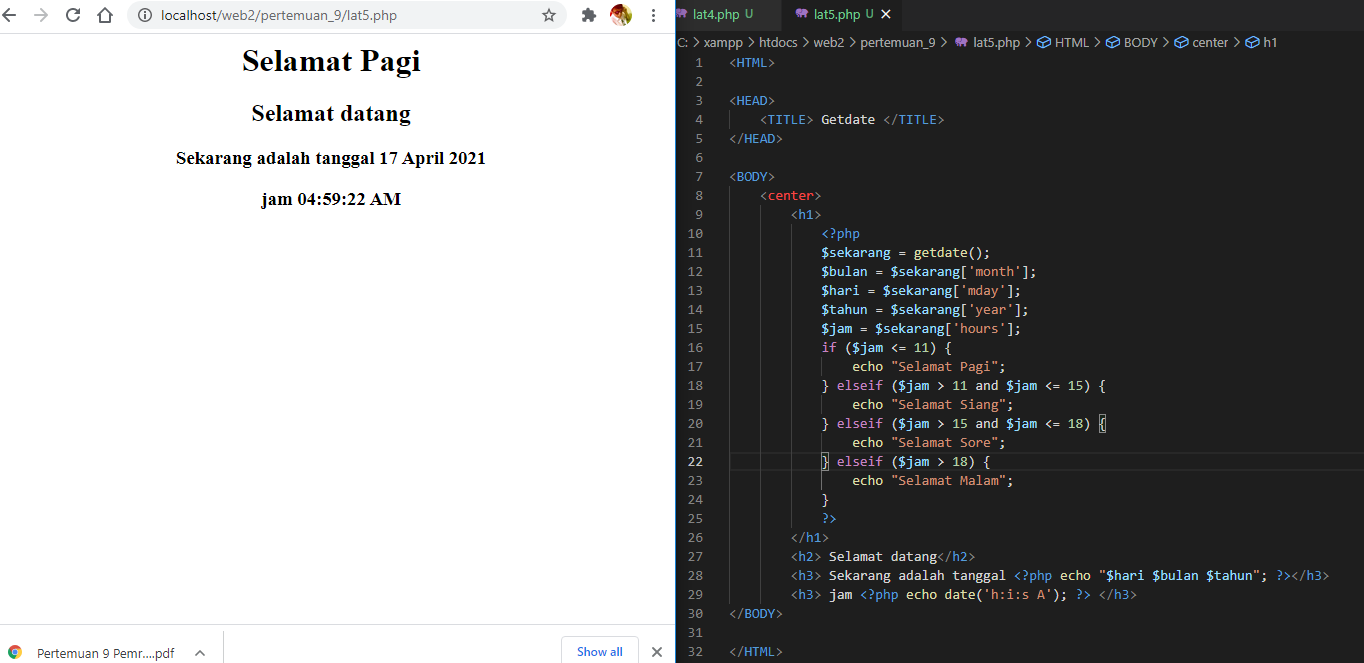 localhost/web2/pertemuan_9/lat5.php
Selamat Pagi
Selamat datang
Sekarang adalah tanggal 17 April 2021
jam 04:59:22 AM
Pertemuan 9 Pemr....pdf
Show all
lat4.php U
lat5.php U
C: > xampp > htdocs > web2 > pertemuan_9 > lat5.php > HTML > BODY > center > h1
1 <HTML>
2
3 <HEAD>
4 <TITLE> Getdate </TITLE>
5 </HEAD>
6
7 <BODY>
8 <center>
9 <h1>
10 <?php
11 $sekarang = getdate();
12 $bulan = $sekarang['month'];
13 $hari = $sekarang['mday'];
14 $tahun = $sekarang['year'];
15 $jam = $sekarang['hours'];
16 if ($jam <= 11) {
17 echo "Selamat Pagi";
18 } elseif ($jam > 11 and $jam <= 15) {
19 echo "Selamat Siang";
20 } elseif ($jam > 15 and $jam <= 18) {
21 echo "Selamat Sore";
22 } elseif ($jam > 18) {
23 echo "Selamat Malam";
24 }
25 ?>
26 </h1>
27 <h2> Selamat datang</h2>
28 <h3> Sekarang adalah tanggal <?php echo "$hari $bulan $tahun"; ?></h3>
29 <h3> jam <?php echo date('h:i:s A'); ?> </h3>
30 </BODY>
31
32 </HTML>